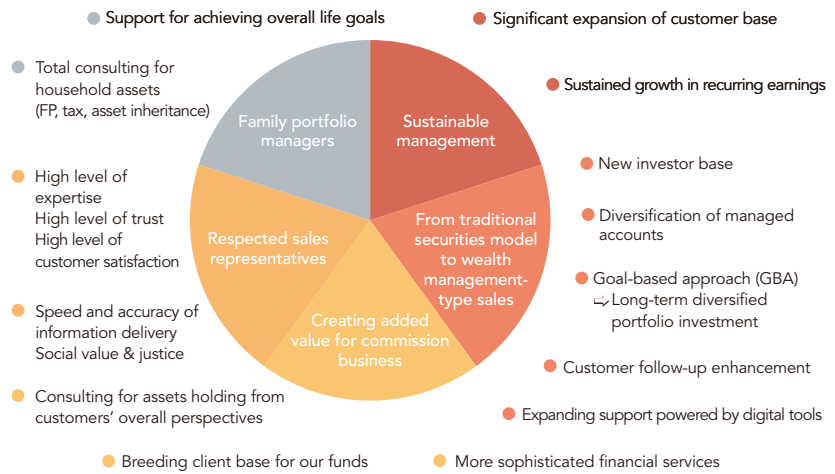 Support for achieving overall life goals
Significant expansion of customer base
Total consulting for
household assets
(FP, tax, asset inheritance)
Sustained growth in recurring earnings
Family portfolio
managers
Sustainable
management
New investor base
High level of
expertise
High level of trust
High level of
customer satisfaction
Diversification of managed
accounts
Respected sales
representatives
From traditional
securities model
to wealth
management-
type sales
Goal-based approach (GBA)
⇨Long-term diversified
portfolio investment
Speed and accuracy of
information delivery
Social value & justice
Creating added
value for commission
business
Customer follow-up enhancement
Consulting for assets holding from
customers’ overall perspectives
Expanding support powered by digital tools
Breeding client base for our funds
More sophisticated financial services